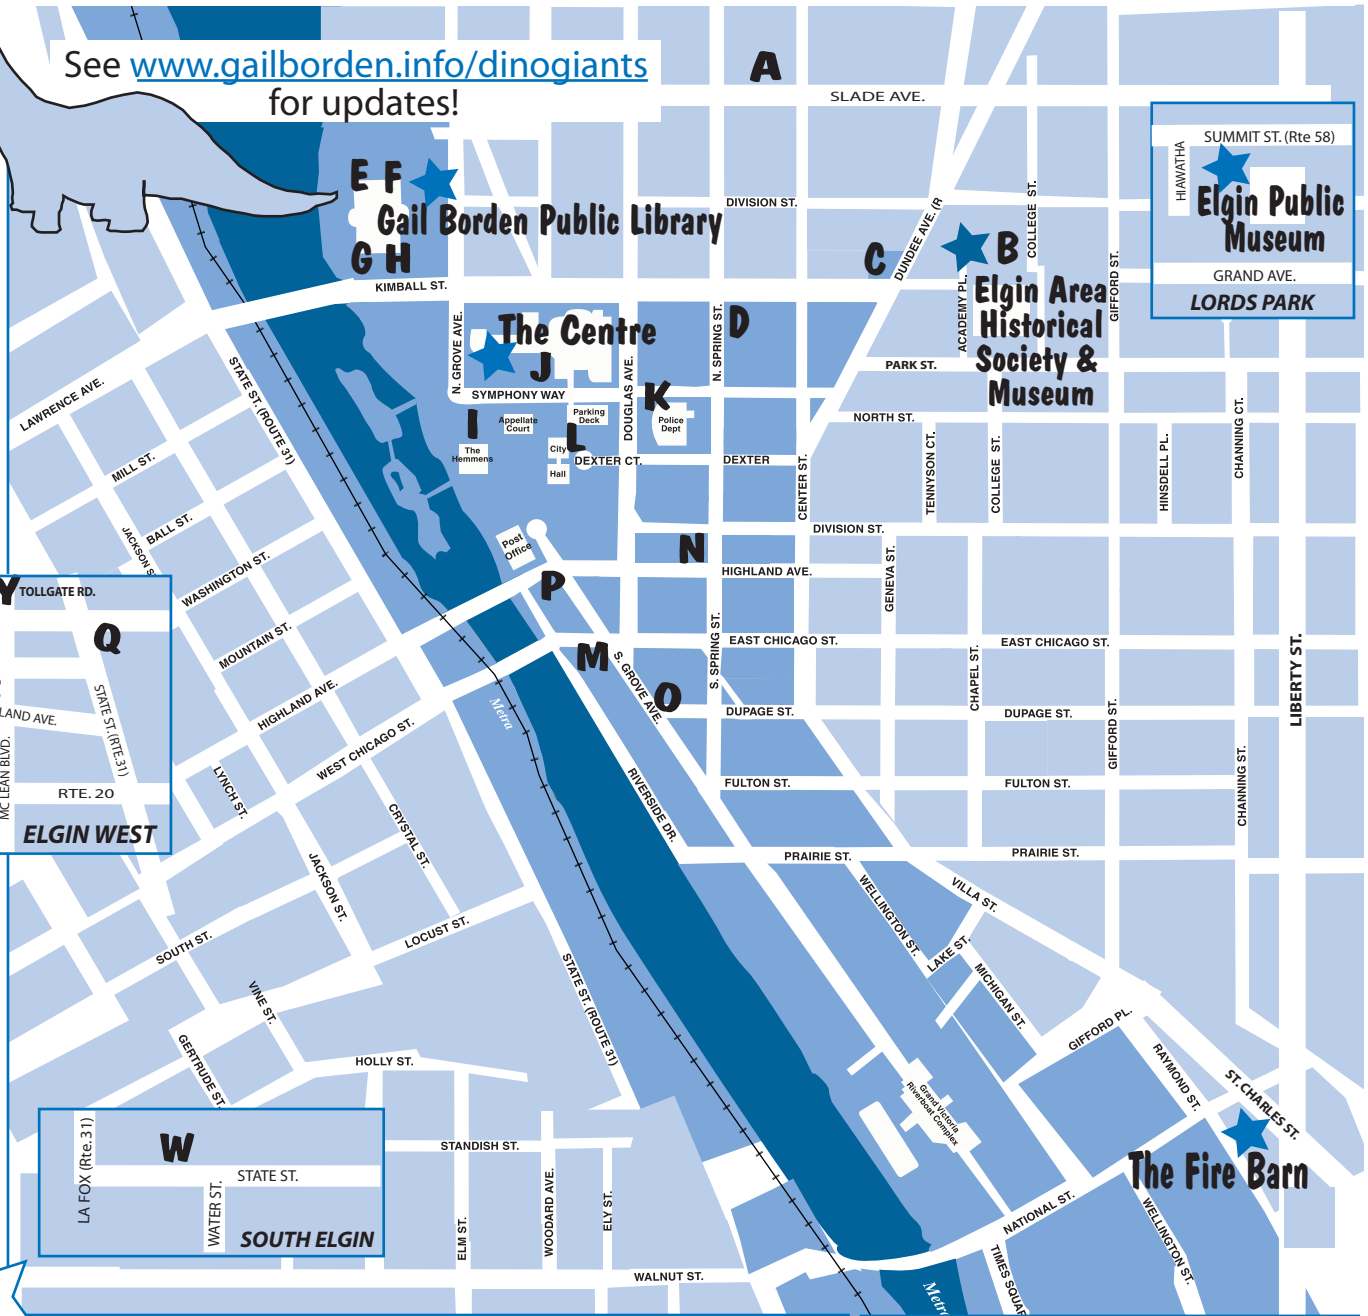 See www.gailborden.info/dinogiants
for updates!
A
SLADE AVE.
SUMMIT ST. (Rte 58)
HIAWATHA
Elgin Public
Museum
GRAND AVE.
LORDS PARK
E F
Gail Borden Public Library
G H
KIMBALL ST.
DIVISION ST.
DUNDEE AVE. (R
COLLEGE ST.
C
B
ACADEMY PL.
GIFFORD ST.
Elgin Area
Historical
Society &
Museum
N. GROVE AVE.
The Centre
J
N. SPRING ST.
D
DOUGLAS AVE.
PARK ST.
SYMPHONY WAY
K
I
Appellate
Court
Parking
Deck
Police
Dept
L
NORTH ST.
The
Hemmens
City
Hall
DEXTER CT.
DEXTER
CENTER ST.
TENNYSON CT.
COLLEGE ST.
HINSDELL PL.
CHANNING CT.
LAWRENCE AVE.
STATE ST. (ROUTE 31)
MILL ST.
BALL ST.
JACKSON S
WASHINGTON ST.
MOUNTAIN ST.
HIGHLAND AVE.
WEST CHICAGO ST.
Post
Office
P
N
DIVISION ST.
HIGHLAND AVE.
GENEVA ST.
Y
TOLLGATE RD.
Q
STATE ST. (RTE.31)
LAND AVE.
MC LEAN BLVD.
RTE. 20
ELGIN WEST
M
S. GROVE AVE.
O
S. SPRING ST.
EAST CHICAGO ST.
EAST CHICAGO ST.
CHAPEL ST.
LIBERTY ST.
DUPAGE ST.
DUPAGE ST.
GIFFORD ST.
Metra
FULTON ST.
FULTON ST.
CHANNING ST.
RIVERSIDE DR.
LYNCH ST.
CRYSTAL ST.
JACKSON ST.
PRAIRIE ST.
PRAIRIE ST.
WELLINGTON ST.
VILLA ST.
LOCUST ST.
SOUTH ST.
LAKE ST.
MICHIGAN ST.
VINE ST.
STATE ST. (ROUTE 31)
GIFFORD PL.
GERTRUDE ST.
HOLLY ST.
RAYMOND ST.
ST. CHARLES ST.
Grand Victoria
Riverboat Complex
The Fire Barn
LA FOX (Rte.31)
W
STATE ST.
WATER ST.
SOUTH ELGIN
STANDISH ST.
ELM ST.
WOODARD AVE.
ELY ST.
NATIONAL ST.
WELLINGTON ST.
TIMES SQUAR
WALNUT ST.
Metra